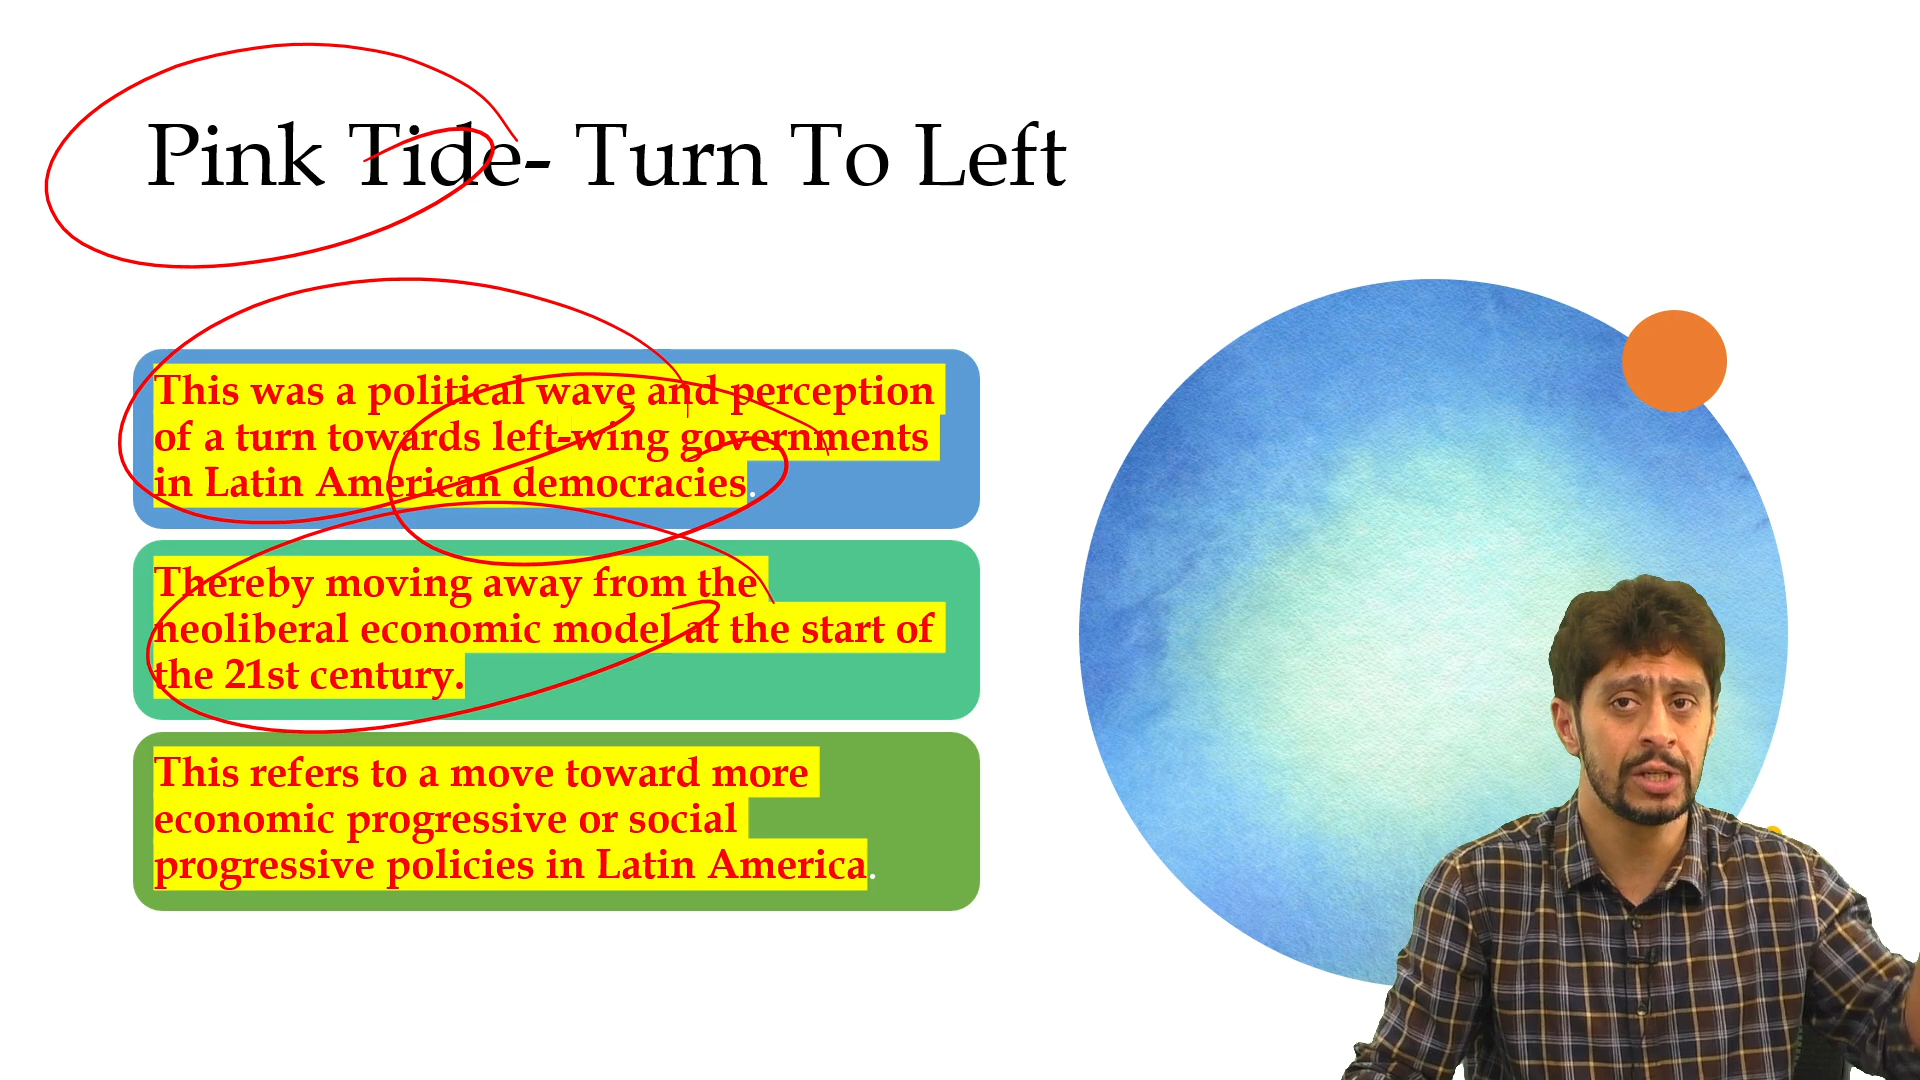 Pink Tide- Turn To Left
This was a political wave and perception
of a turn towards left-wing governments
in Latin American democracies.
Thereby moving away from the
neoliberal economic model at the start of
the 21st century.
This refers to a move toward more
economic progressive or social
progressive policies in Latin America.